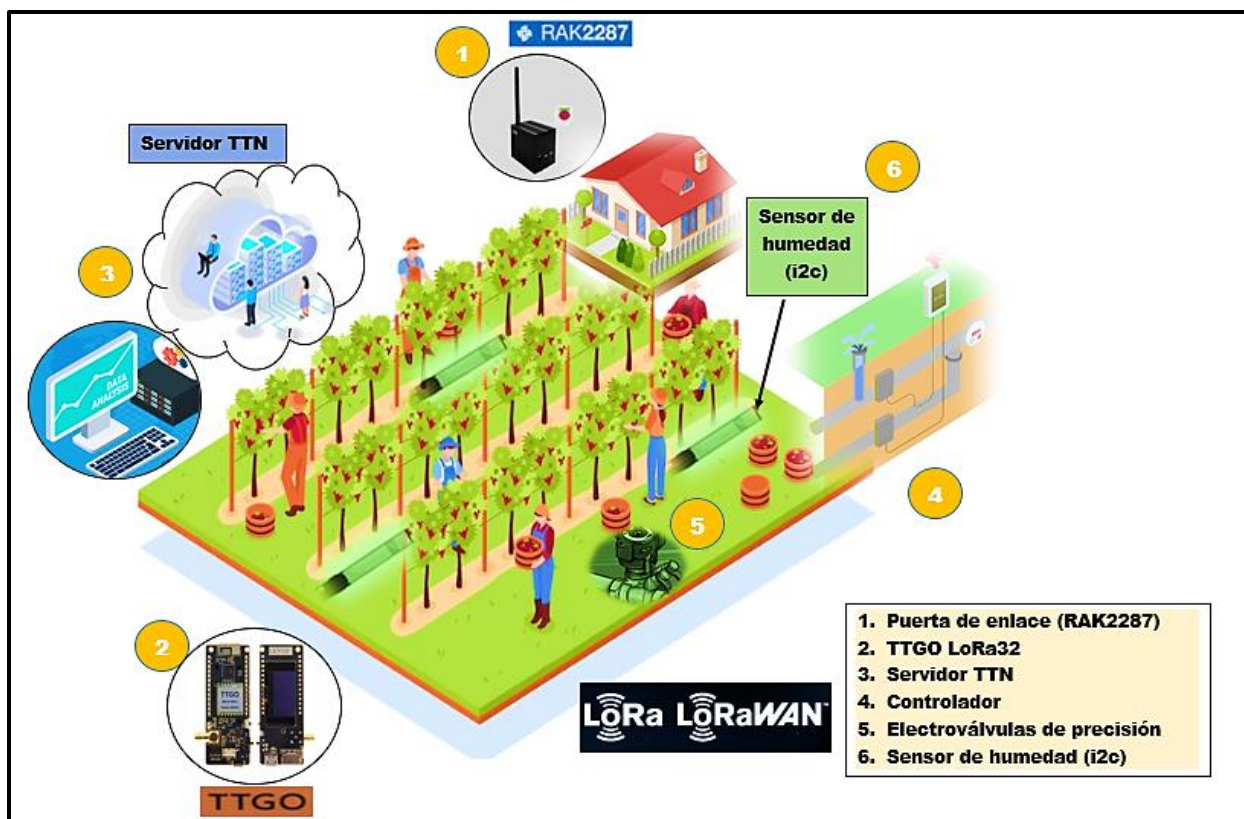 RAK2287
1
Servidor TTN
6
Sensor de
humedad
(i2c)
3
DATA
ANALYSIS
4
5
2
TTGO
TTGO
LoRa LoRaWAN™
1. Puerta de enlace (RAK2287)
2. TTGO LoRa32
3. Servidor TTN
4. Controlador
5. Electroválvulas de precisión
6. Sensor de humedad (i2c)